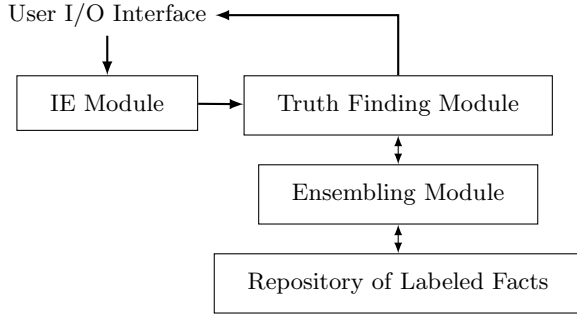 User I/O Interface
IE Module
Truth Finding Module
Ensembling Module
Repository of Labeled Facts